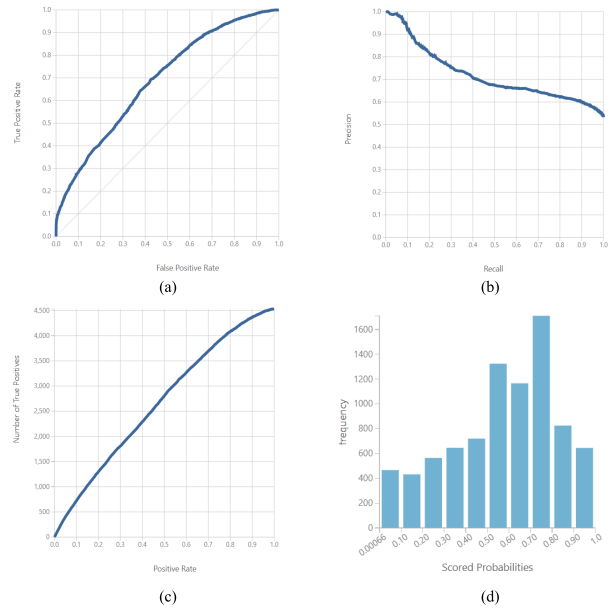 1.0
0.9
0.8
0.7
0.6
0.5
0.4
0.3
0.2
0.1
0.0
True Positive Rate
0.0 0.1 0.2 0.3 0.4 0.5 0.6 0.7 0.8 0.9 1.0
False Positive Rate
(a)
1.0
0.9
0.8
0.7
0.6
0.5
0.4
0.3
0.2
0.1
0.0
Precision
0.0 0.1 0.2 0.3 0.4 0.5 0.6 0.7 0.8 0.9 1.0
Recall
(b)
4,500
4,000
3,500
3,000
2,500
2,000
1,500
1,000
500
0
Number of True Positives
0.0 0.1 0.2 0.3 0.4 0.5 0.6 0.7 0.8 0.9 1.0
Positive Rate
(c)
1600
1400
1200
1000
800
600
400
200
0
frequency
0.00066 0.10 0.20 0.30 0.40 0.50 0.60 0.70 0.80 0.90 1.0
Scored Probabilities
(d)